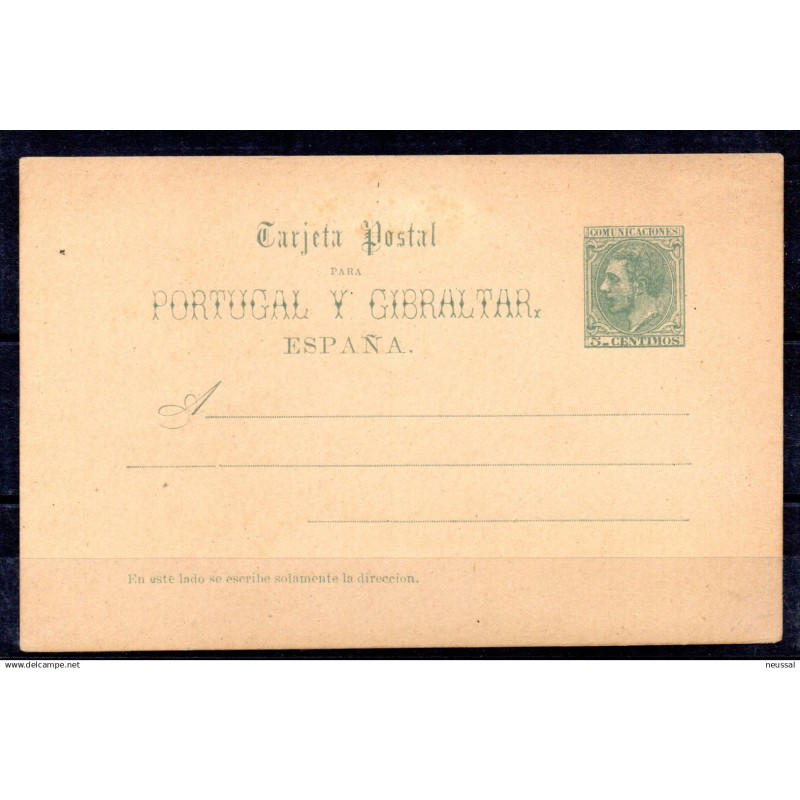 Tarjeta Postal
PARA
PORTUGAL Y GIBRALTAR.
ESPAÑA.
COMUNICACIONES
5- CENTIMOS
A
En este lado se escribe solamente la direccion.
www.delcampe.net
neussal